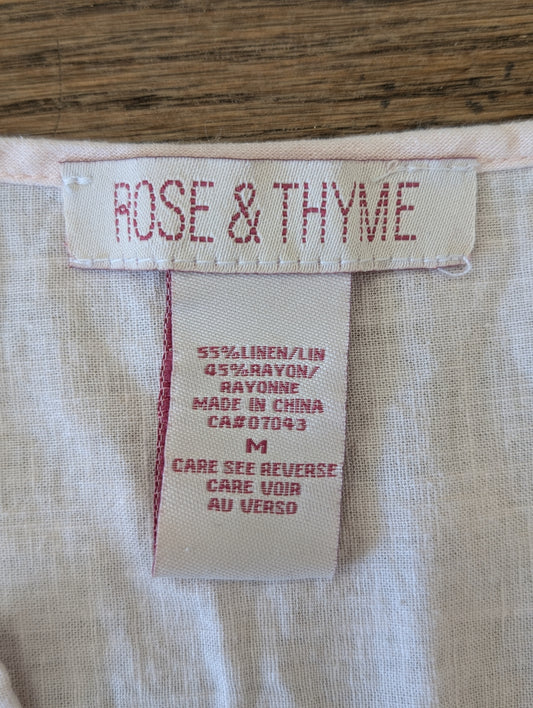 ROSE & THYME
55%LINEN/LIN
45%RAYON/
RAYONNE
MADE IN CHINA
CA#07043
M
CARE SEE REVERSE
CARE VOIR
AU VERSO